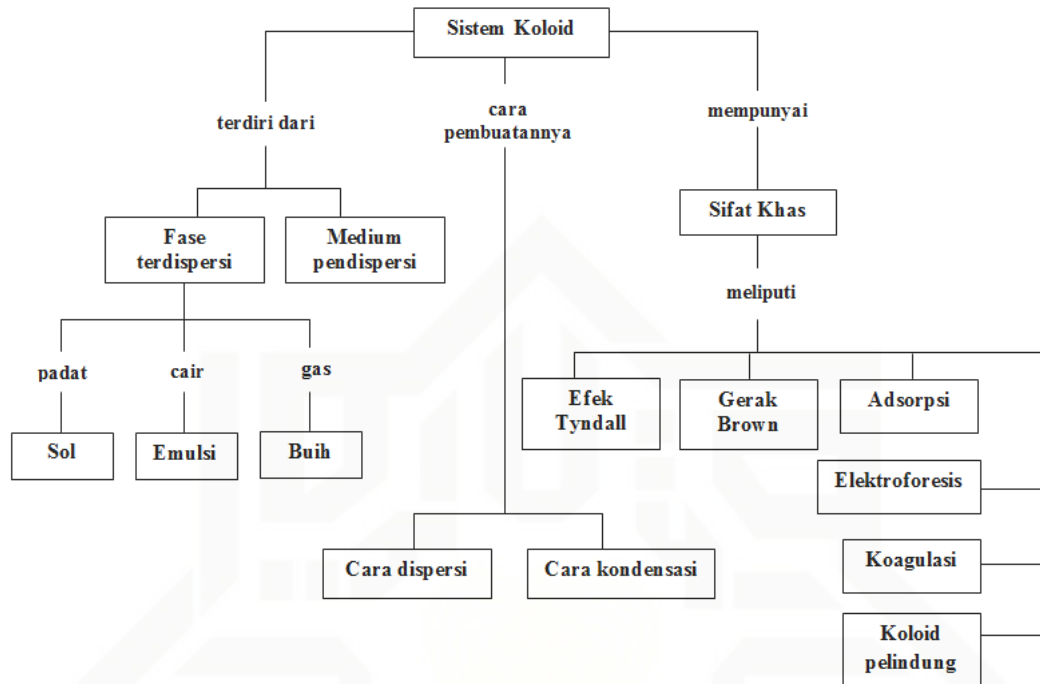 Sistem Koloid
terdiri dari
cara
pembuatannya
mempunyai
Fase
terdispersi
Medium
pendispersi
Sifat Khas
meliputi
padat
cair
gas
Sol
Emulsi
Buih
Efek
Tyndall
Gerak
Brown
Adsorpsi
Elektroforesis
Cara dispersi
Cara kondensasi
Koagulasi
Koloid
pelindung